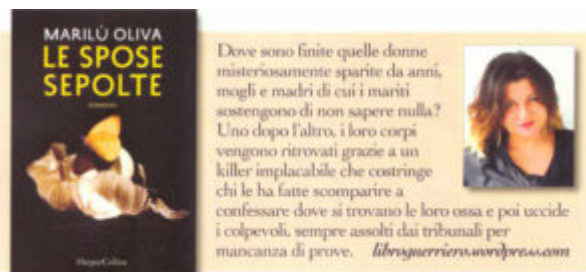 MARILÙ OLIVA
LE SPOSE
SEPOLTE
ROMANZO
HarperCollins
Dove sono finite quelle donne
misteriosamente sparite da anni,
mogli e madri di cui i mariti
sostengono di non sapere nulla?
Uno dopo l'altro, i loro corpi
vengono ritrovati grazie a un
killer implacabile che costringe
chi le ha fatte scomparire a
confessare dove si trovano le loro ossa e poi uccide
i colpevoli, sempre assolti dai tribunali per
mancanza di prove. libroguerriero.wordpress.com